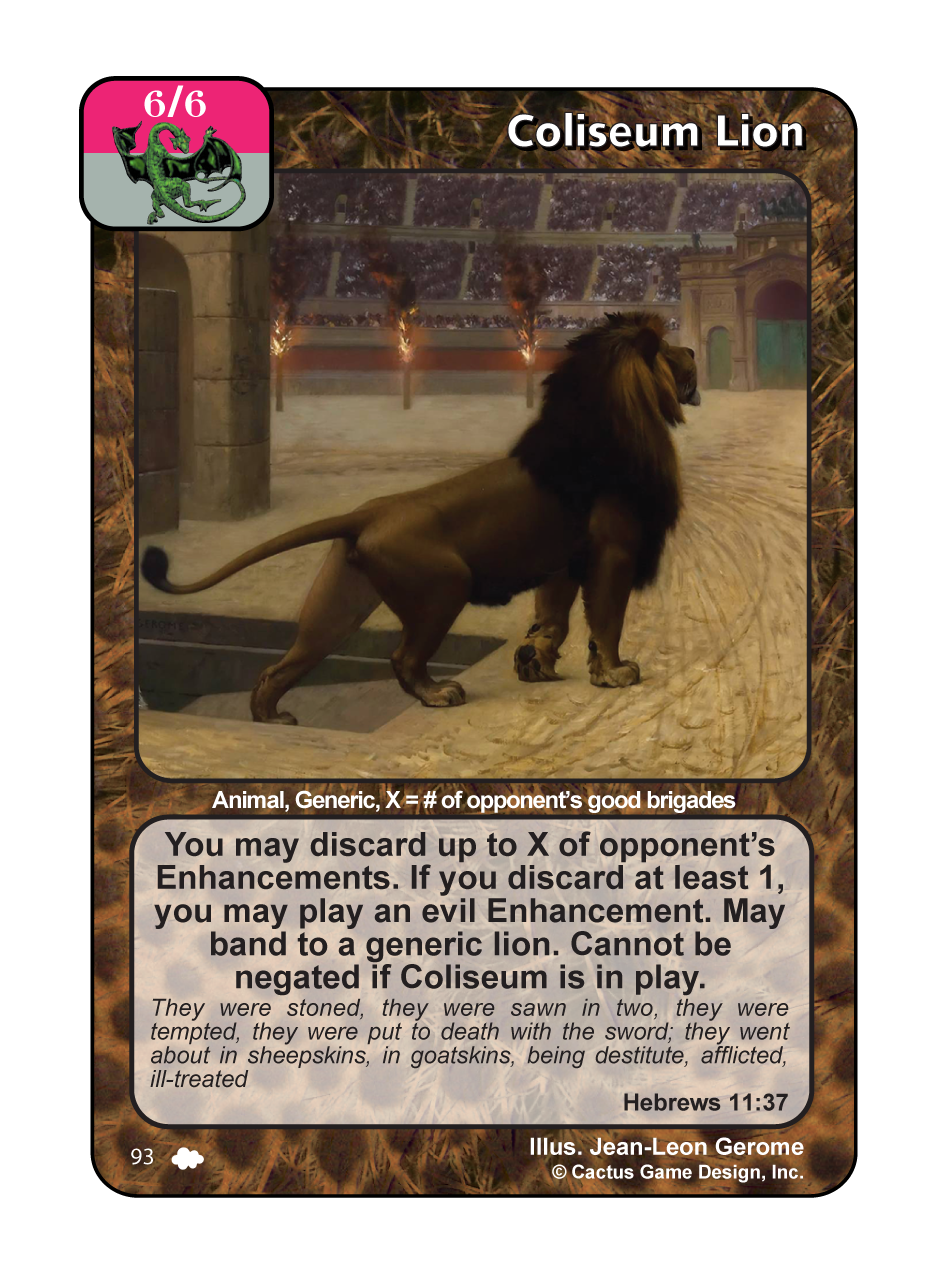 6/6
Coliseum Lion
Animal, Generic, X = # of opponent's good brigades
You may discard up to X of opponent's
Enhancements. If you discard at least 1,
you may play an evil Enhancement. May
band to a generic lion. Cannot be
negated if Coliseum is in play.
They were stoned, they were sawn in two, they were
tempted, they were put to death with the sword; they went
about in sheepskins, in goatskins, being destitute, afflicted,
ill-treated
Hebrews 11:37
93
Illus. Jean-Leon Gerome
© Cactus Game Design, Inc.